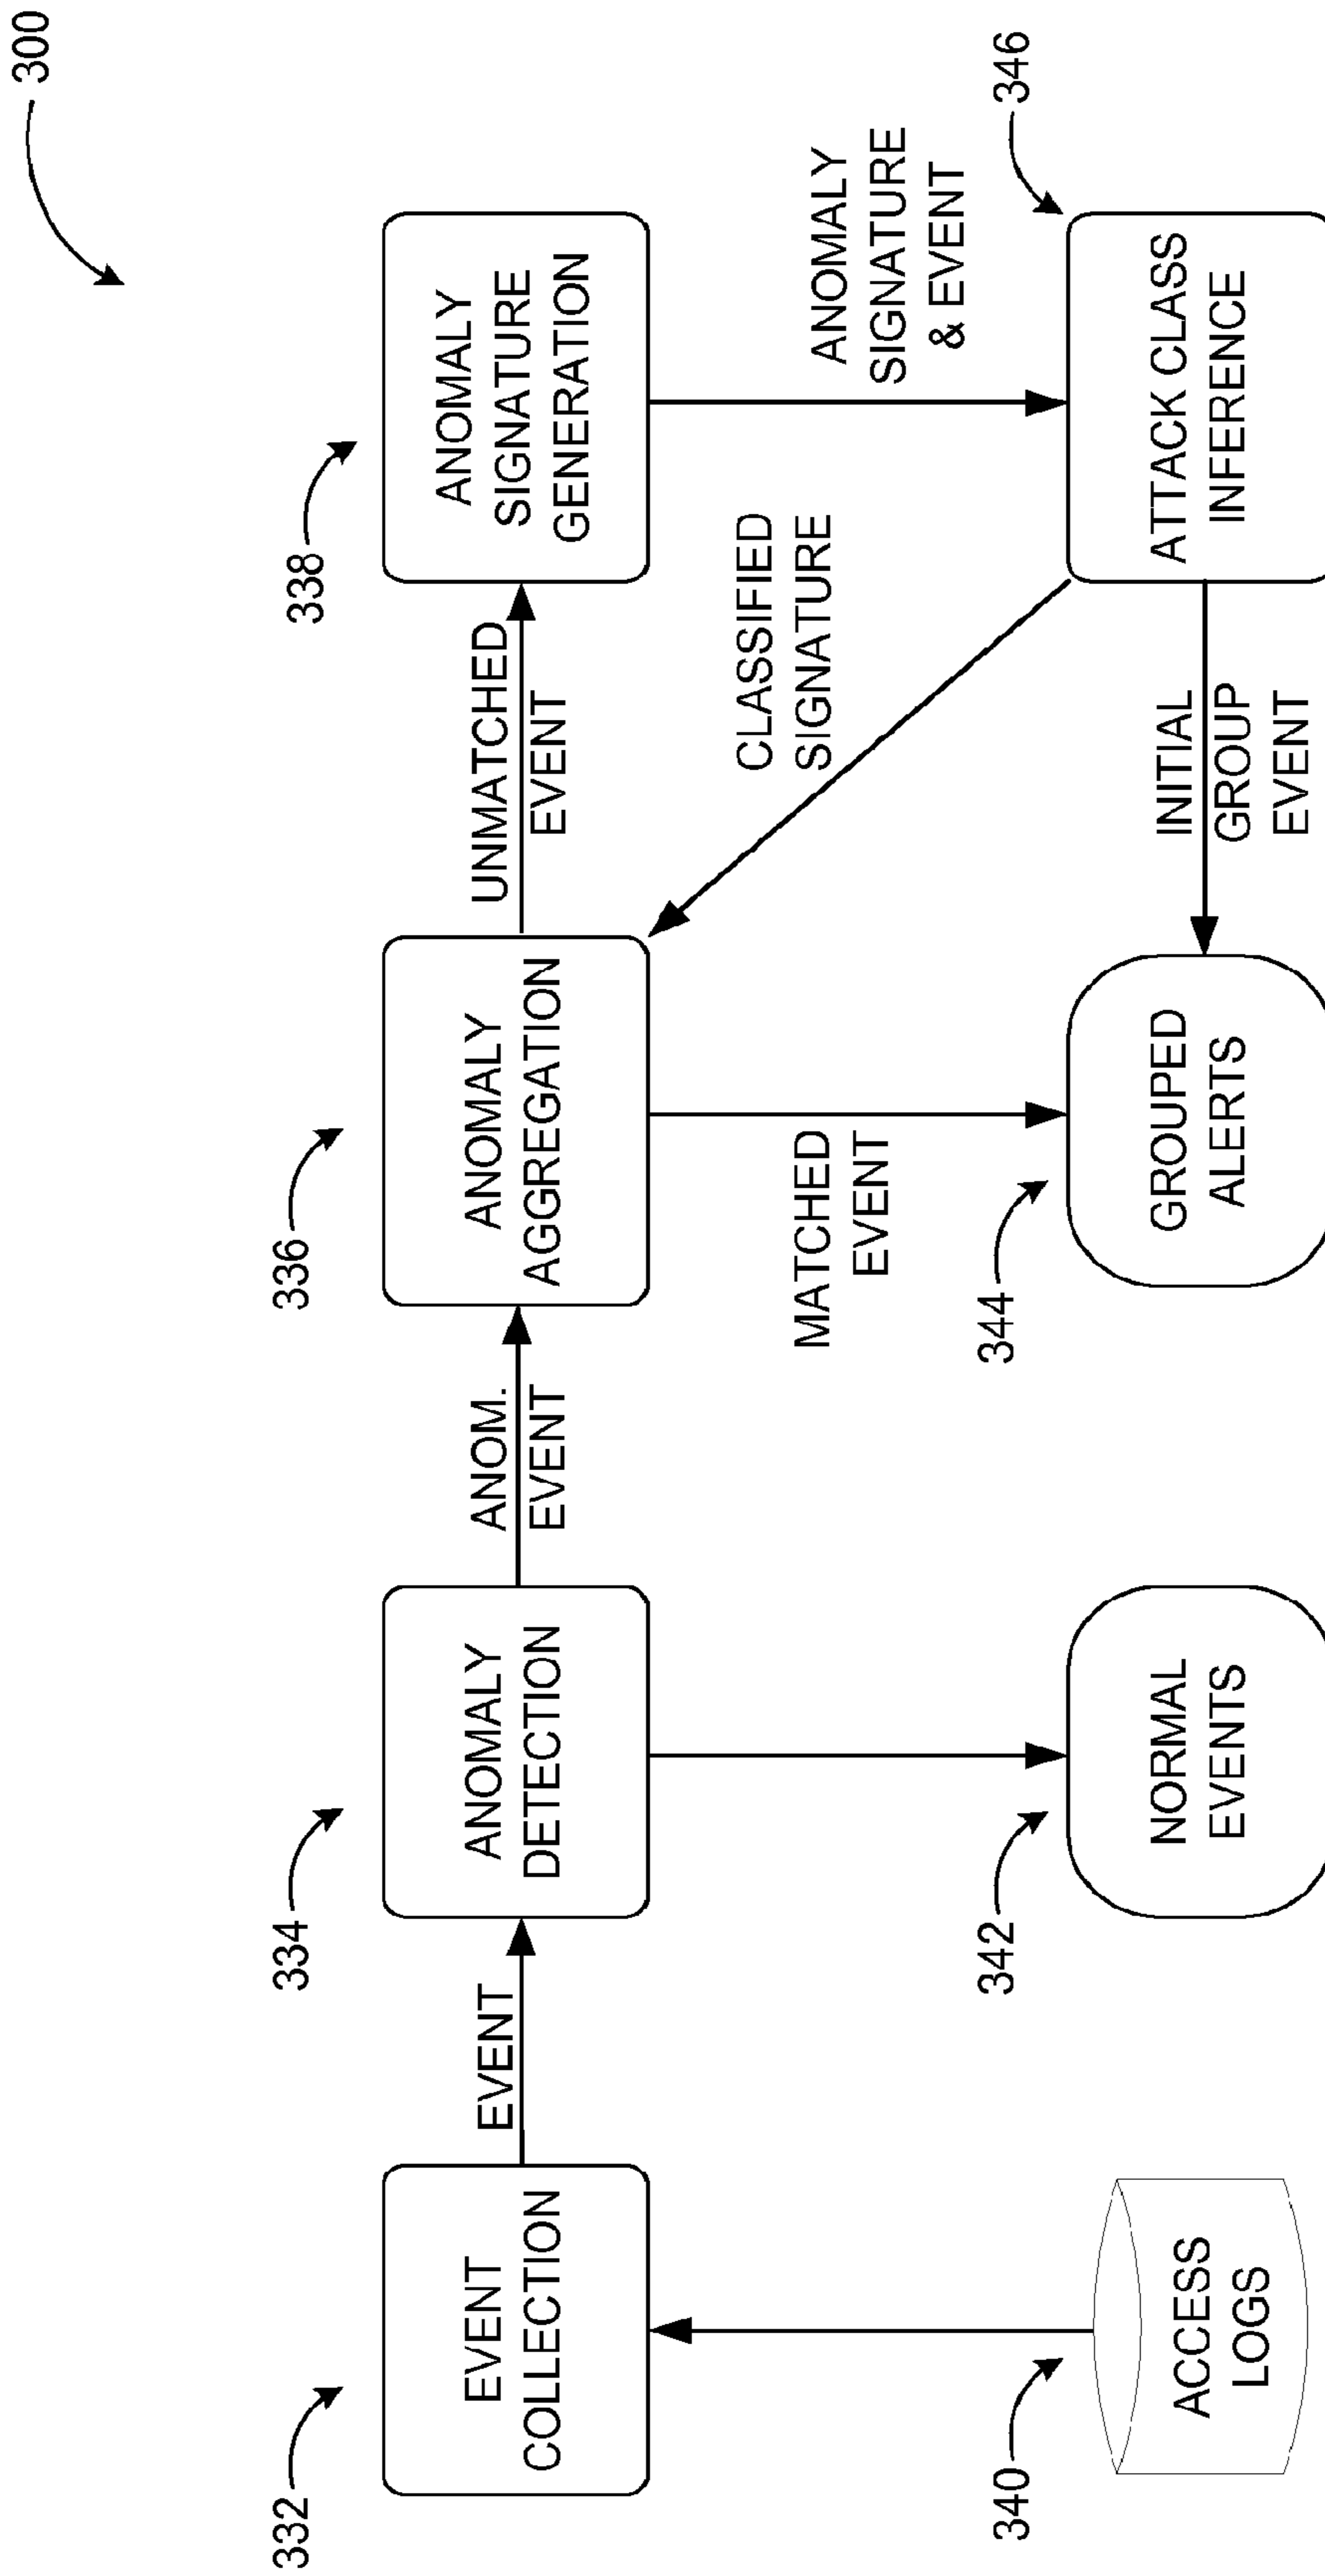 300
332
334
336
338
EVENT
COLLECTION
EVENT
ANOMALY
DETECTION
ANOM.
EVENT
ANOMALY
AGGREGATION
UNMATCHED
EVENT
ANOMALY
SIGNATURE
GENERATION
MATCHED
EVENT
CLASSIFIED
SIGNATURE
ANOMALY
SIGNATURE
& EVENT
340
342
344
346
ACCESS
LOGS
NORMAL
EVENTS
GROUPED
ALERTS
INITIAL
GROUP
EVENT
ATTACK CLASS
INFERENCE